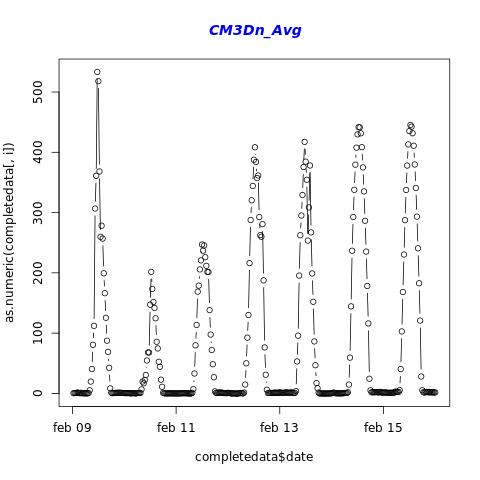 CM3Dn_Avg
as.numeric(completedata[, i])
500
400
300
200
100
0
feb 09
feb 11
feb 13
feb 15
completedata$date